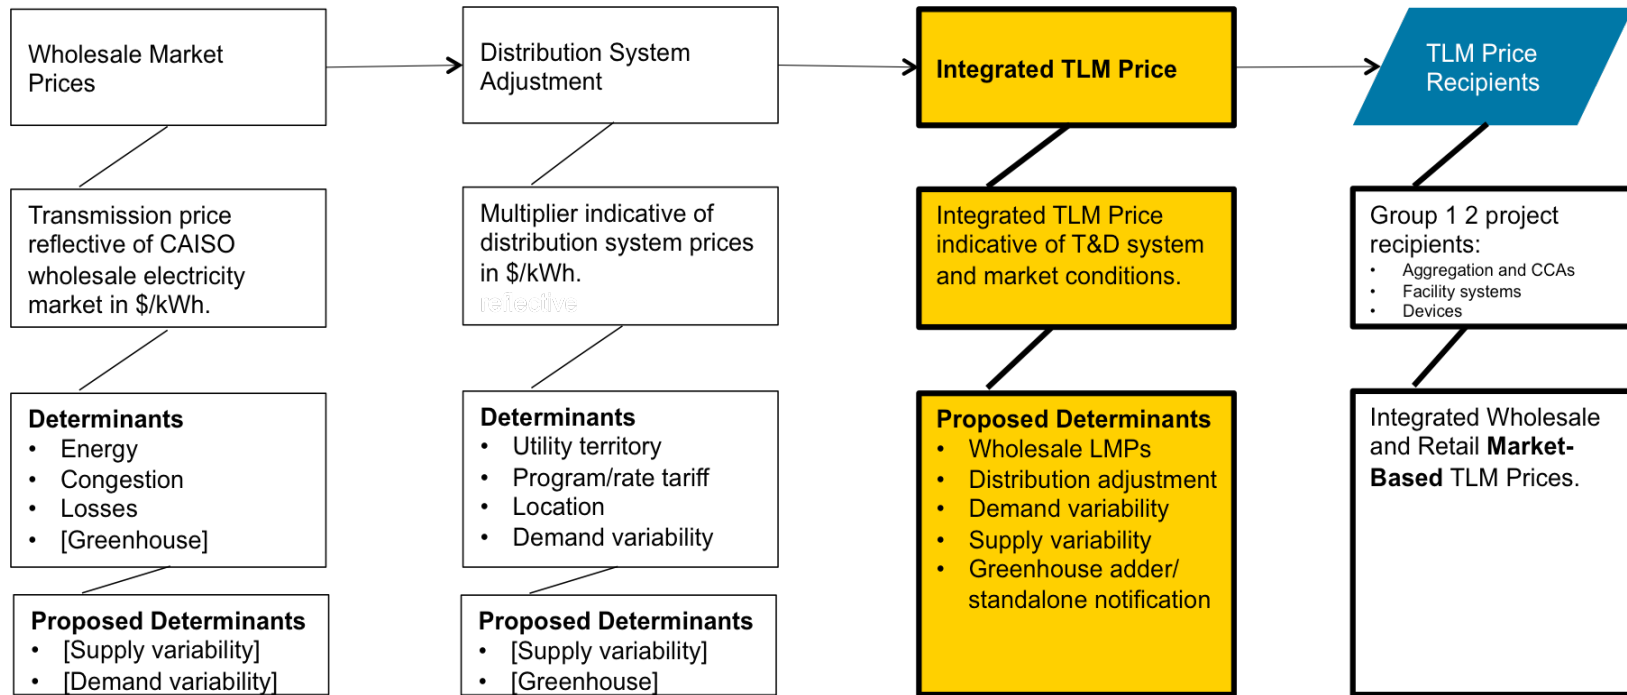 Wholesale Market
Prices
Distribution System
Adjustment
Integrated TLM Price
TLM Price
Recipients
Transmission price
reflective of CAISO
wholesale electricity
market in $/kWh.
Multiplier indicative of
distribution system prices
in $/kWh.
reflective
Integrated TLM Price
indicative of T&D system
and market conditions.
Group 1 2 project
recipients:
• Aggregation and CCAs
• Facility systems
• Devices
Determinants
• Energy
• Congestion
• Losses
• [Greenhouse]
Determinants
• Utility territory
• Program/rate tariff
• Location
• Demand variability
Proposed Determinants
• Wholesale LMPs
• Distribution adjustment
• Demand variability
• Supply variability
• Greenhouse adder/
standalone notification
Integrated Wholesale
and Retail Market-
Based TLM Prices.
Proposed Determinants
• [Supply variability]
• [Demand variability]
Proposed Determinants
• [Supply variability]
• [Greenhouse]